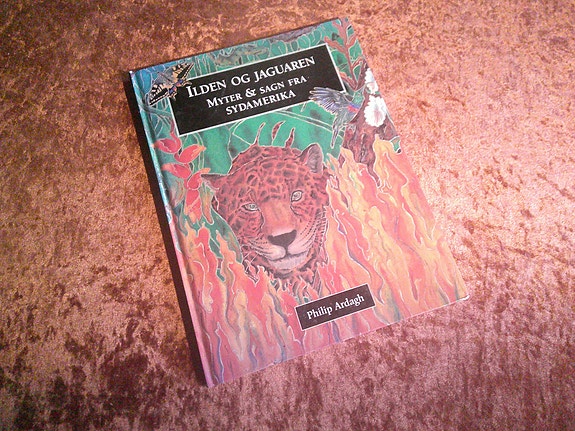 ILDEN OG JAGUAREN
MYTER & SAGN FRA
SYDAMERIKA
Philip Ardagh